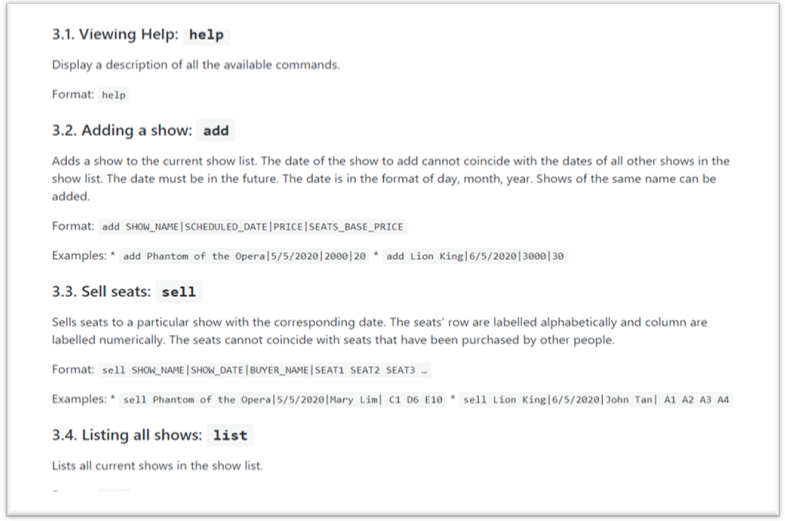 3.1. Viewing Help: help
Display a description of all the available commands.
Format: help
3.2. Adding a show: add
Adds a show to the current show list. The date of the show to add cannot coincide with the dates of all other shows in the
show list. The date must be in the future. The date is in the format of day, month, year. Shows of the same name can be
added.
Format: add SHOW_NAME|SCHEDULED_DATE|PRICE|SEATS_BASE_PRICE
Examples: * add Phantom of the Opera|5/5/2020|2000|20 * add Lion King|6/5/2020|3000|30
3.3. Sell seats: sell
Sells seats to a particular show with the corresponding date. The seats' row are labelled alphabetically and column are
labelled numerically. The seats cannot coincide with seats that have been purchased by other people.
Format: sell SHOW_NAME|SHOW_DATE|BUYER_NAME|SEAT1 SEAT2 SEAT3 …
Examples: * sell Phantom of the Opera|5/5/2020|Mary Lim| C1 D6 E10 * sell Lion King|6/5/2020|John Tan| A1 A2 A3 A4
3.4. Listing all shows: list
Lists all current shows in the show list.